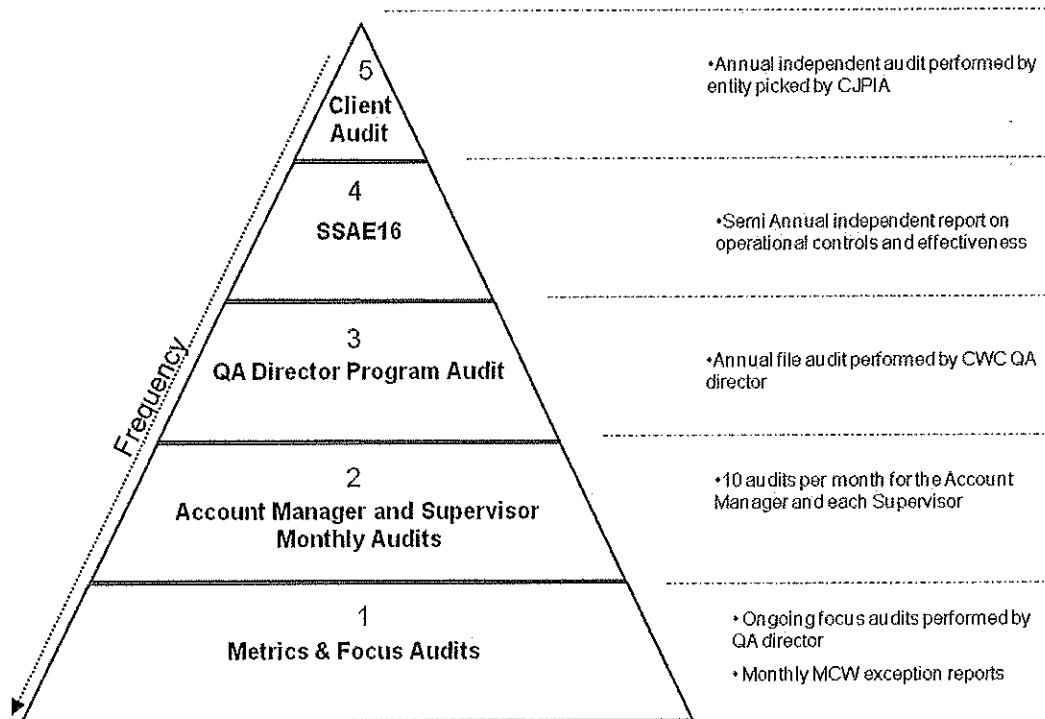 5
Client
Audit
•Annual independent audit performed by
entity picked by CJPIA
4
SSAE16
•Semi Annual independent report on
operational controls and effectiveness
3
QA Director Program Audit
•Annual file audit performed by CWC QA
director
Frequency
2
Account Manager and Supervisor
Monthly Audits
•10 audits per month for the Account
Manager and each Supervisor
1
Metrics & Focus Audits
• Ongoing focus audits performed by
QA director
• Monthly MCW exception reports